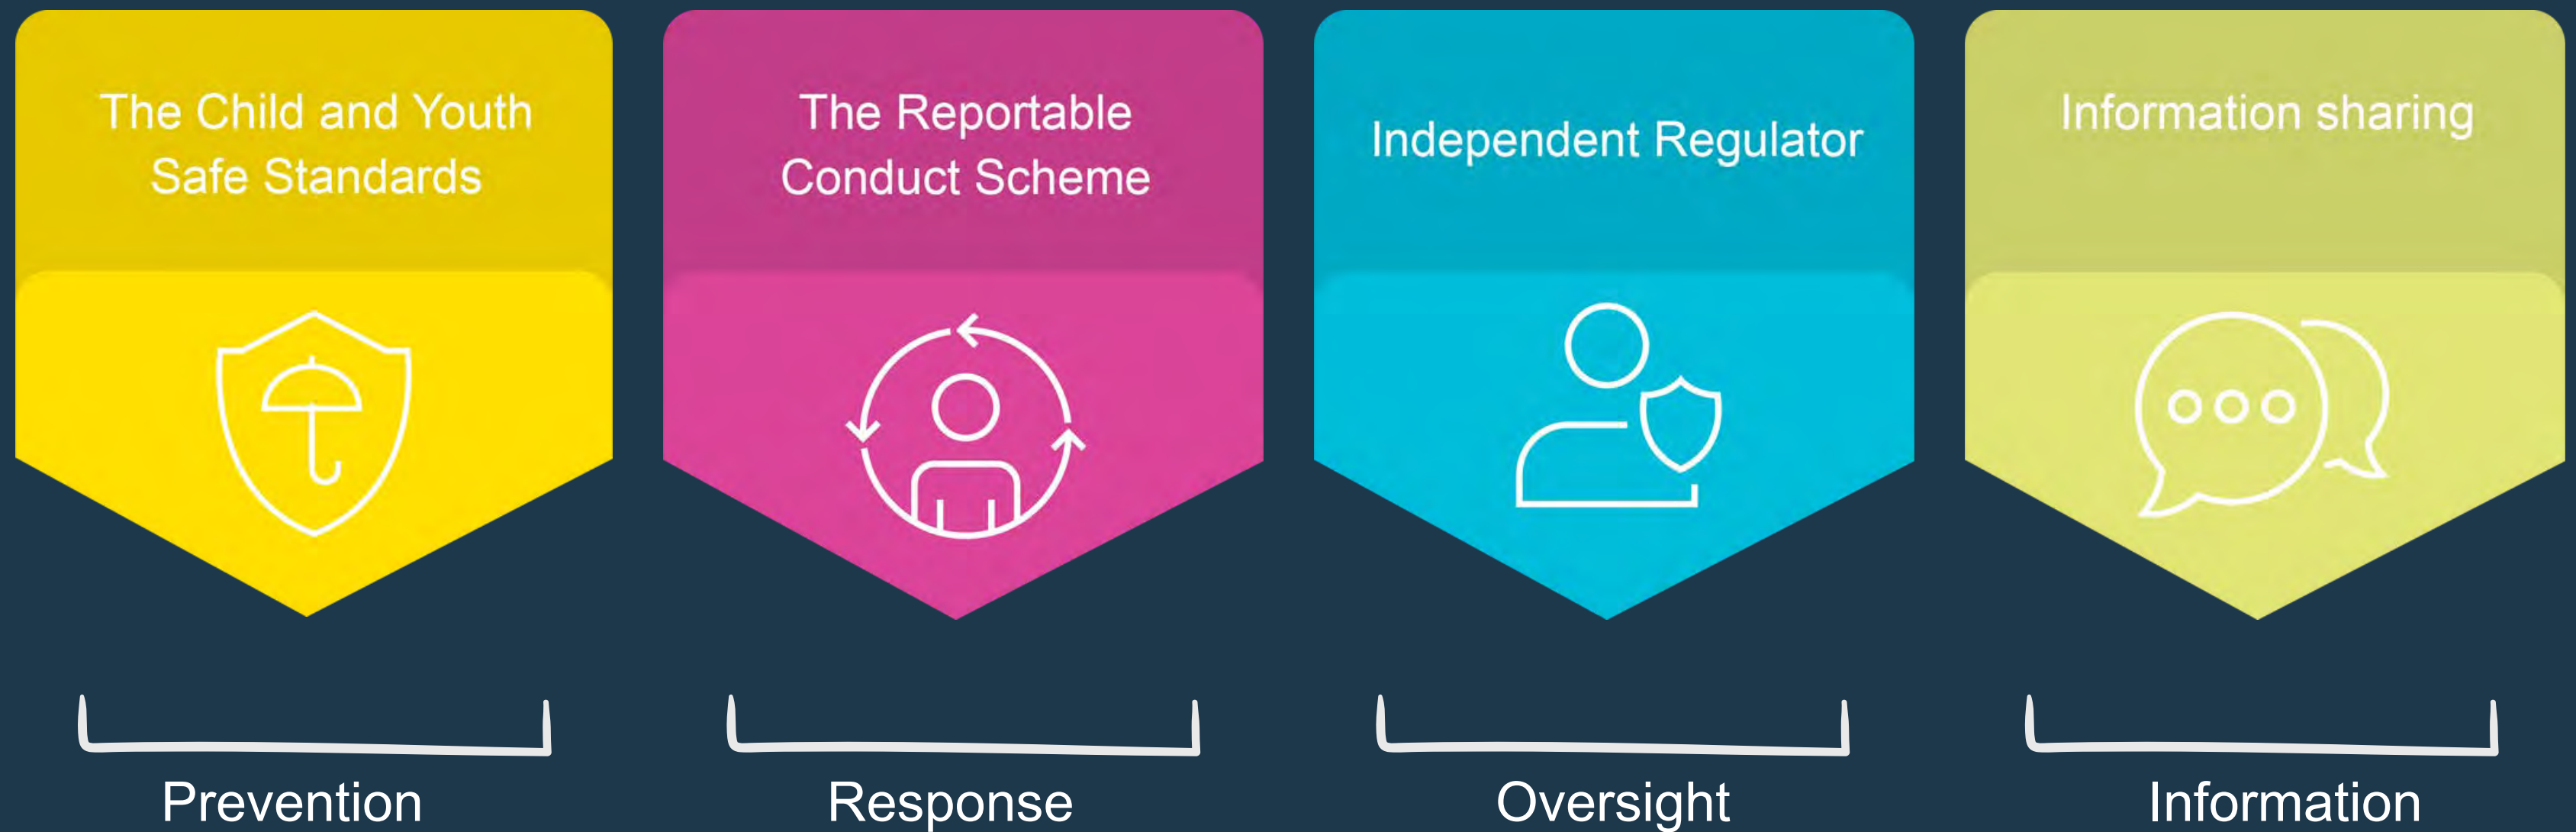 The Child and Youth
Safe Standards
The Reportable
Conduct Scheme
Independent Regulator
Information sharing
Prevention
Response
Oversight
Information